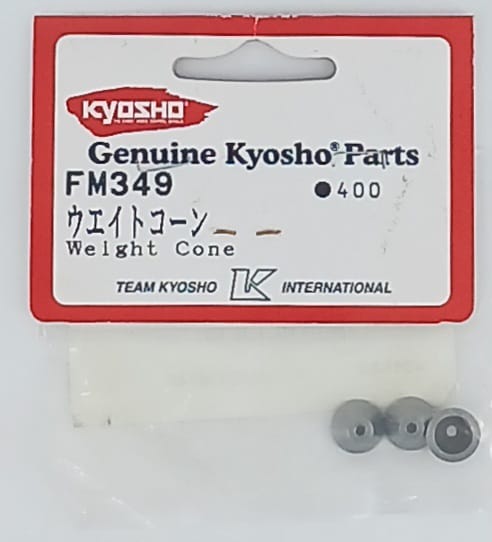 KYOSHO
Genuine Kyosho® Parts
FM349 ●400
ウエイトコーン
Weight Cone
TEAM KYOSHO K INTERNATIONAL